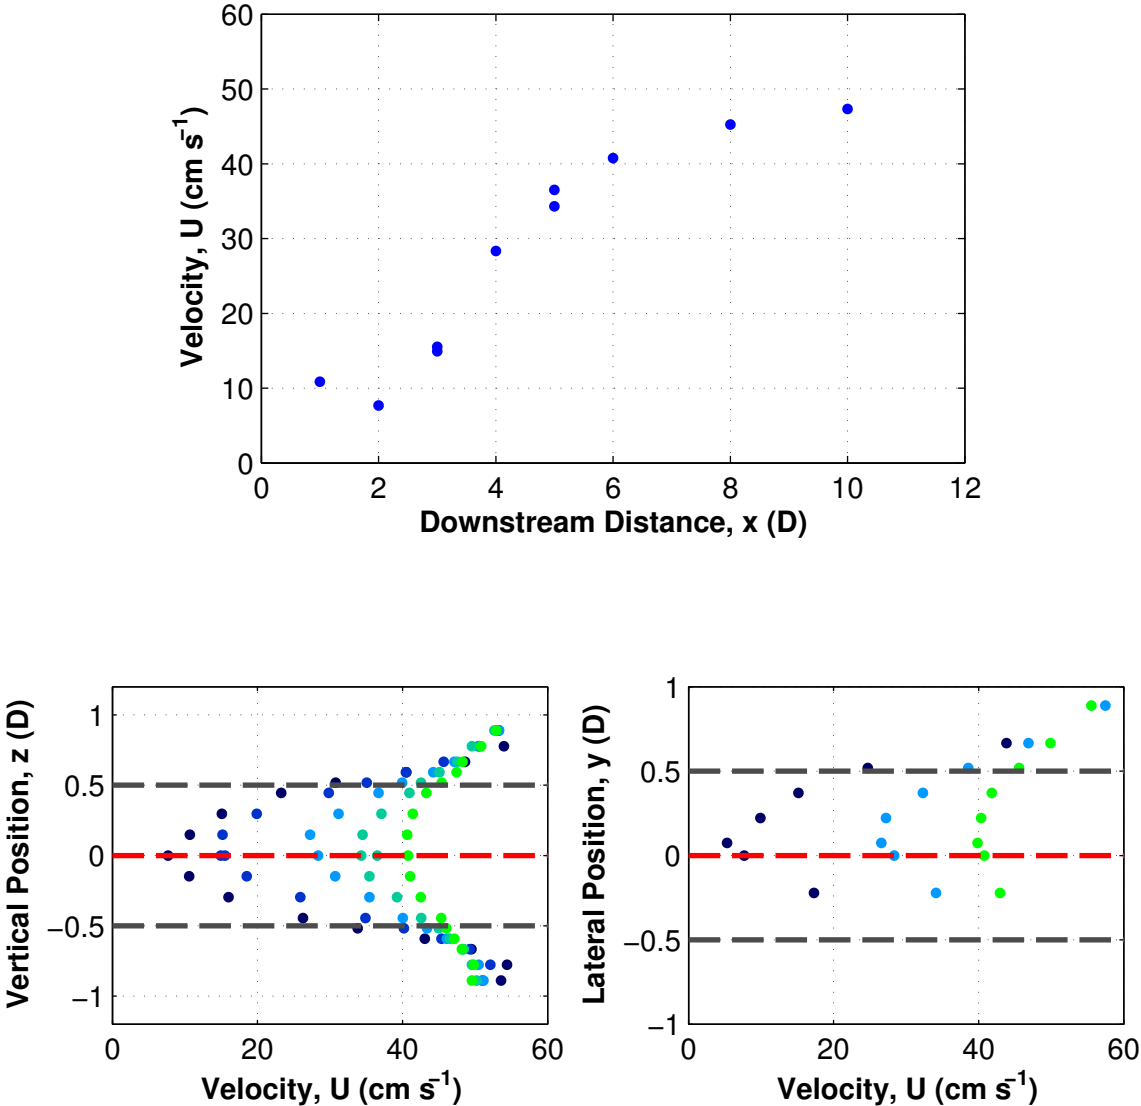 60
50
40
30
20
10
0
Velocity, U (cm s⁻¹)
0 2 4 6 8 10 12
Downstream Distance, x (D)
1
0.5
0
−0.5
−1
Vertical Position, z (D)
0 20 40 60
Velocity, U (cm s⁻¹)
1
0.5
0
−0.5
−1
Lateral Position, y (D)
0 20 40 60
Velocity, U (cm s⁻¹)